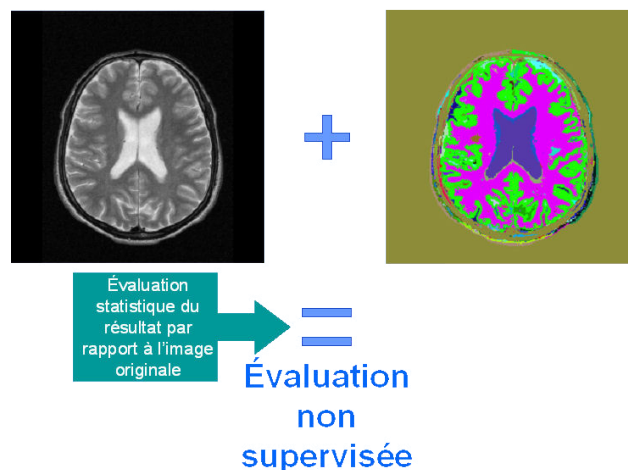 Évaluation
statistique du
résultat par
rapport à l'image
originale
Évaluation
non
supervisée